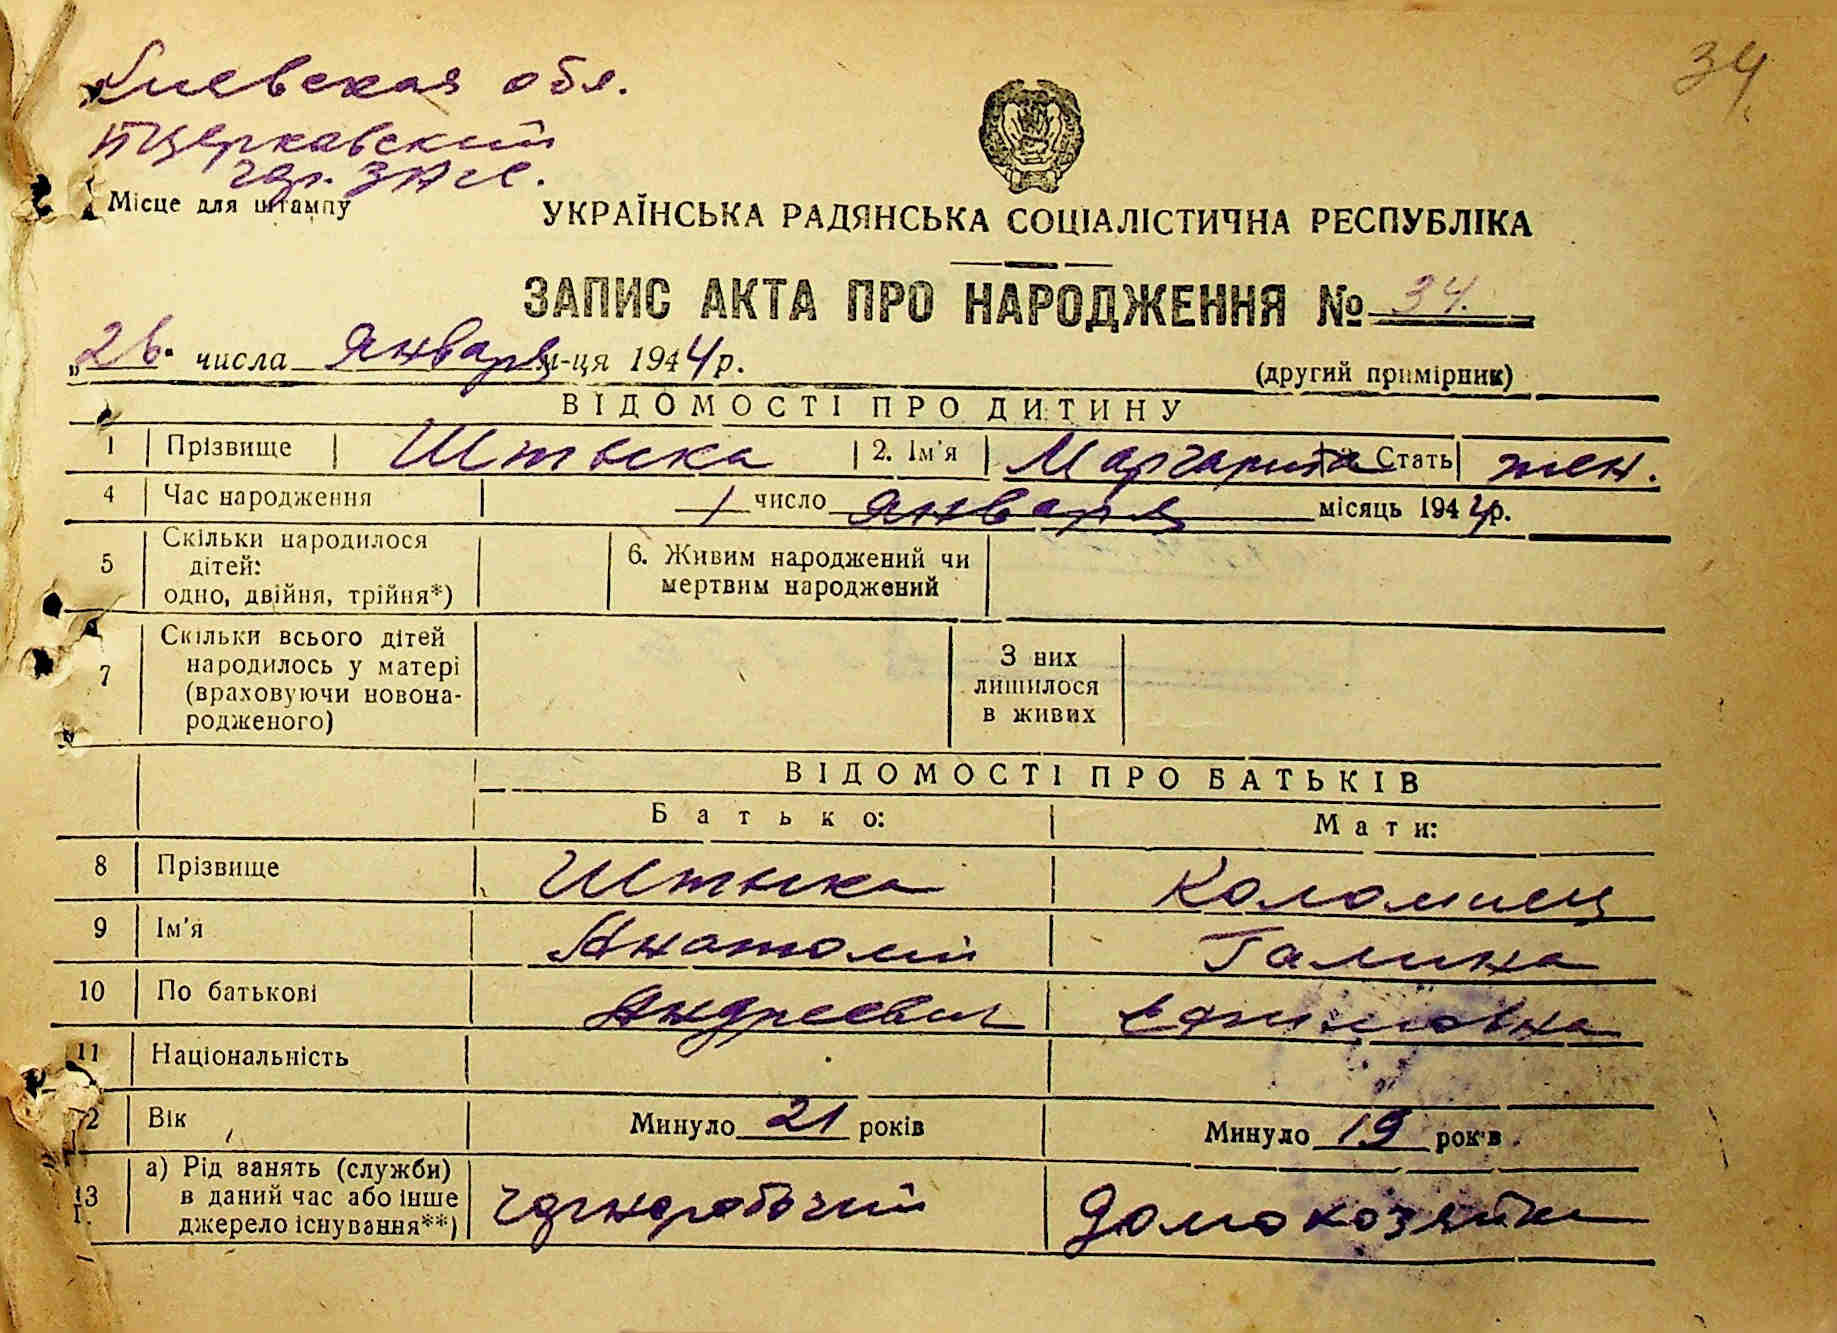 Киевская обл.
Бцерковский
гор. ЗАГС.
34
Місце для штампу
УКРАЇНСЬКА РАДЯНСЬКА СОЦІАЛІСТИЧНА РЕСПУБЛІКА
ЗАПИС АКТА ПРО НАРОДЖЕННЯ № 34.
„26" числа января м-ця 1944 р.
(другий примірник)
ВІДОМОСТІ ПРО ДИТИНУ
1 Прізвище Штыка 2. Ім'я Маргарита Стать жен.
4 Час народження 1 число января місяць 1944 р.
5 Скільки народилося
дітей:
одно, двійня, трійня*)
6. Живим народжений чи
мертвим народжений
7 Скільки всього дітей
народилось у матері
(враховуючи новона-
родженого)
З них
лишилося
в живих
ВІДОМОСТІ ПРО БАТЬКІВ
Батько: Мати:
8 Прізвище Штыка Коломиец
9 Ім'я Анатолий Галина
10 По батькові Андреевич Ефимовна
11 Національність
12 Вік Минуло 21 років Минуло 19 років
13 а) Рід занять (служби)
в даний час або інше
джерело існування**)
чернорабочий домохозяйка